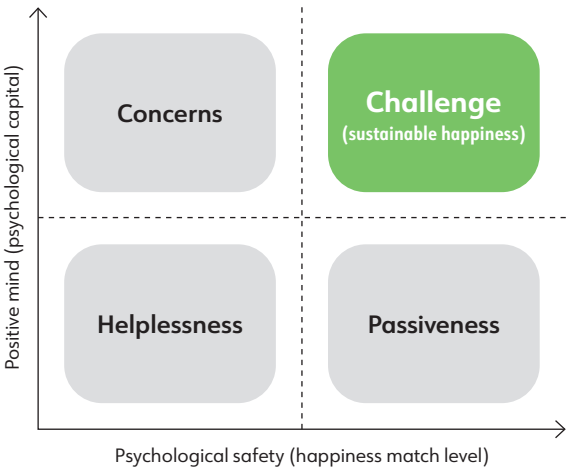 Positive mind (psychological capital)
Concerns
Challenge
(sustainable happiness)
Helplessness
Passiveness
Psychological safety (happiness match level)